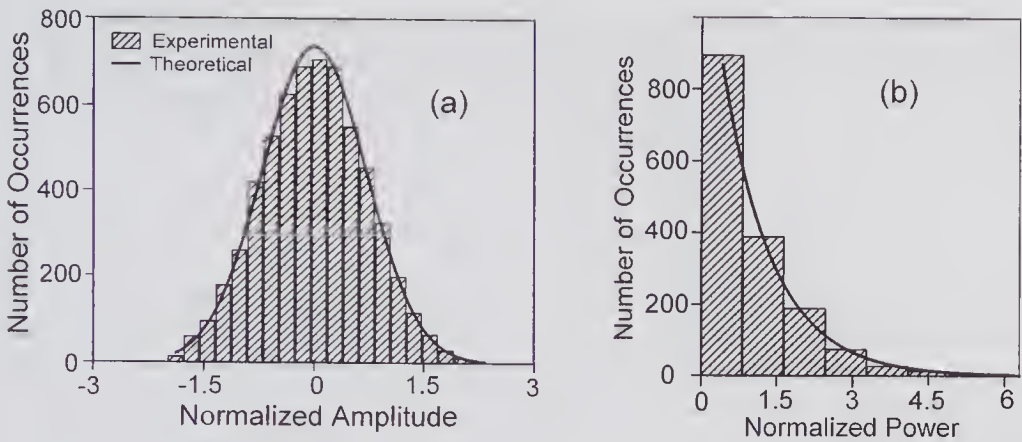 800
600
400
200
0
-3
-1.5
0
1.5
3
Number of Occurrences
Normalized Amplitude
Experimental
Theoretical
(a)
800
600
400
200
0
0
1.5
3
4.5
6
Number of Occurrences
Normalized Power
(b)